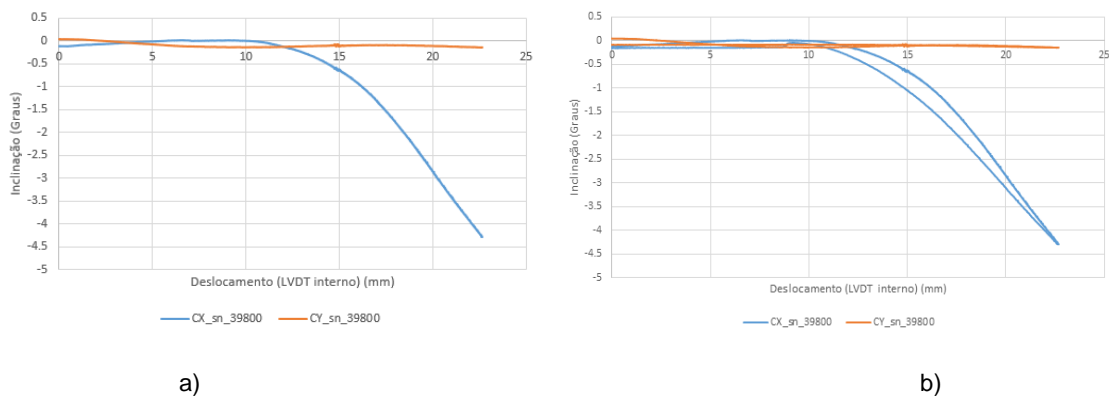 0.5
0
-0.5
-1
-1.5
-2
-2.5
-3
-3.5
-4
-4.5
-5
0 5 10 15 20 25
Inclinação (Graus)
Deslocamento (LVDT interno) (mm)
CX_sn_39800 CY_sn_39800
a)
0.5
0
-0.5
-1
-1.5
-2
-2.5
-3
-3.5
-4
-4.5
-5
0 5 10 15 20 25
Inclinação (Graus)
Deslocamento (LVDT interno) (mm)
CX_sn_39800 CY_sn_39800
b)